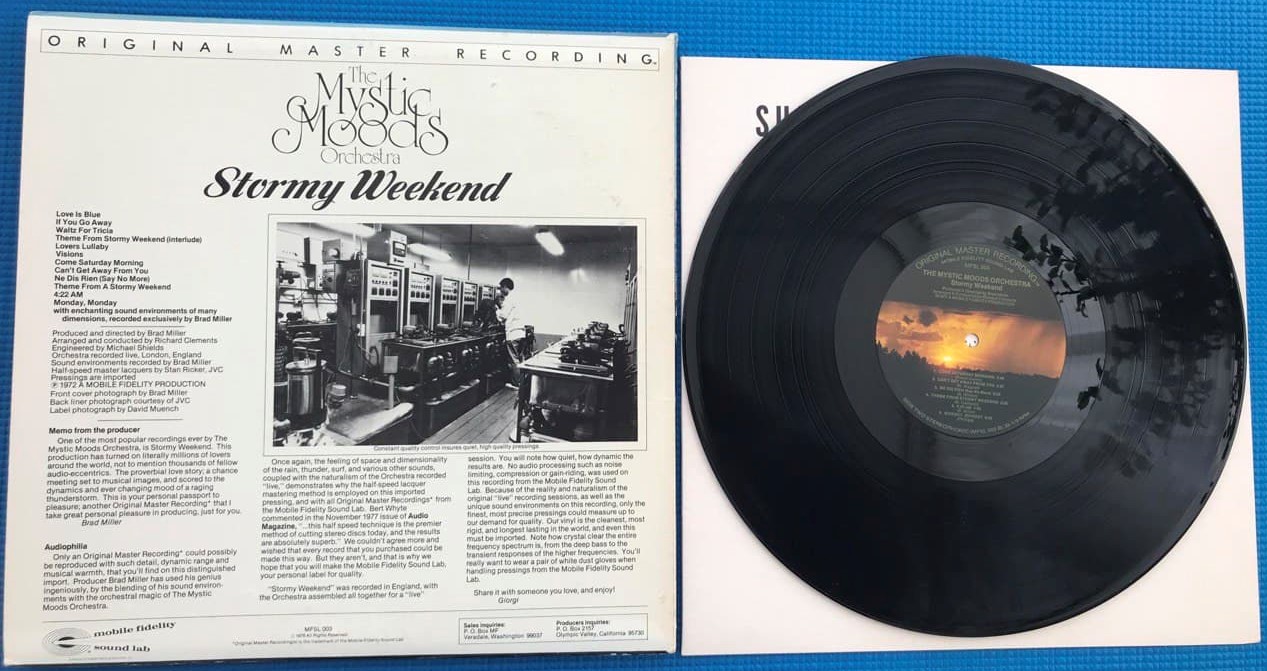 ORIGINAL MASTER RECORDING
The
Mystic
Moods
Orchestra
Stormy Weekend
Love Is Blue
If You Go Away
Waltz For Tricia
Theme From Stormy Weekend (interlude)
Lovers Lullaby
Visions
Come Saturday Morning
Can't Get Away From You
Ne Dis Rien (Say No More)
Theme From A Stormy Weekend
4:22 AM
Monday, Monday
with enchanting sound environments of many
dimensions, recorded exclusively by Brad Miller
Produced and directed by Brad Miller
Arranged and conducted by Richard Clements
Engineered by Michael Shields
Orchestra recorded live, London, England
Sound environments recorded by Brad Miller
Half-speed master lacquers by Stan Ricker, JVC
Pressings are imported
℗ 1972 A MOBILE FIDELITY PRODUCTION
Front cover photograph by Brad Miller
Back liner photograph courtesy of JVC
Label photograph by David Muench
Memo from the producer
One of the most popular recordings ever by The
Mystic Moods Orchestra, is Stormy Weekend. This
production has turned on literally millions of lovers
around the world, not to mention thousands of fellow
audio-eccentrics. The proverbial love story; a chance
meeting set to musical images, and scored to the
dynamics and ever changing mood of a raging
thunderstorm. This is your personal passport to
pleasure; another Original Master Recording* that I
take great personal pleasure in producing, just for you.
Brad Miller
Audiophilia
Only an Original Master Recording* could possibly
be reproduced with such detail, dynamic range and
musical warmth, that you'll find on this distinguished
import. Producer Brad Miller has used his genius
ingeniously, by the blending of his sound environ-
ments with the orchestral magic of The Mystic
Moods Orchestra.
Constant quality control insures quiet, high quality pressings.
Once again, the feeling of space and dimensionality
of the rain, thunder, surf, and various other sounds,
coupled with the naturalism of the Orchestra recorded
"live," demonstrates why the half-speed lacquer
mastering method is employed on this imported
pressing, and with all Original Master Recordings* from
the Mobile Fidelity Sound Lab. Bert Whyte
commented in the November 1977 issue of Audio
Magazine, "...this half speed technique is the premier
method of cutting stereo discs today, and the results
are absolutely superb." We couldn't agree more and
wished that every record that you purchased could be
made this way. But they aren't, and that is why we
hope that you will make the Mobile Fidelity Sound Lab,
your personal label for quality.
"Stormy Weekend" was recorded in England, with
the Orchestra assembled all together for a "live"
session. You will note how quiet, how dynamic the
results are. No audio processing such as noise
limiting, compression or gain-riding, was used on
this recording from the Mobile Fidelity Sound
Lab. Because of the reality and naturalism of the
original "live" recording sessions, as well as the
unique sound environments on this recording, only the
finest, most precise pressings could measure up to
our demand for quality. Our vinyl is the cleanest, most
rigid, and longest lasting in the world, and even this
must be imported. Note how crystal clear the entire
frequency spectrum is, from the deep bass to the
transient responses of the higher frequencies. You'll
really want to wear a pair of white dust gloves when
handling pressings from the Mobile Fidelity Sound
Lab.
Share it with someone you love, and enjoy!
Giorgi
mobile fidelity
sound lab
MFSL 003
All Rights Reserved
*Original Master Recording is the trademark of the Mobile Fidelity Sound Lab
Sales Inquiries:
P.O. Box MF
Veradale, Washington 99037
Producers Inquiries:
P.O. Box 2157
Olympic Valley, California 95730
ORIGINAL MASTER RECORDING
MFSL 003
THE MYSTIC MOODS ORCHESTRA
Stormy Weekend